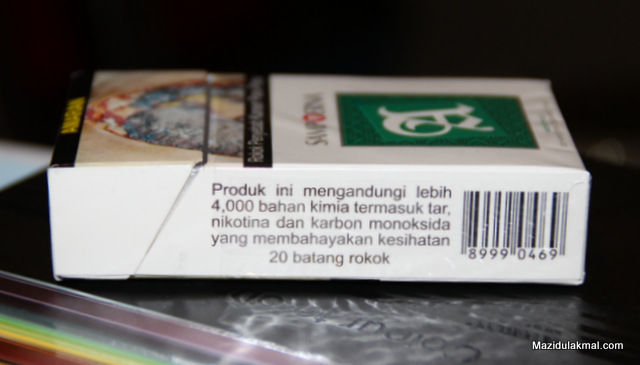 AMARAN
SAMPOERNA
A
Produk ini mengandungi lebih
4,000 bahan kimia termasuk tar,
nikotina dan karbon monoksida
yang membahayakan kesihatan
20 batang rokok
8999 0469
Mazidulakmal.com